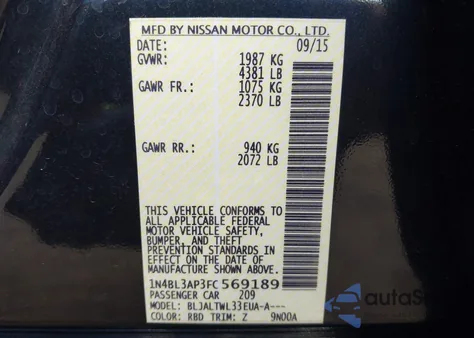 MFD BY NISSAN MOTOR CO., LTD.
DATE: 09/15
GVWR: 1987 KG
4381 LB
GAWR FR.: 1075 KG
2370 LB
GAWR RR.: 940 KG
2072 LB
THIS VEHICLE CONFORMS TO
ALL APPLICABLE FEDERAL
MOTOR VEHICLE SAFETY,
BUMPER, AND THEFT
PREVENTION STANDARDS IN
EFFECT ON THE DATE OF
MANUFACTURE SHOWN ABOVE.
1N4BL3AP3FC569189
PASSENGER CAR 209
MODEL: BLJALTWL33EUA-A---
COLOR: RBD TRIM: Z 9N00A